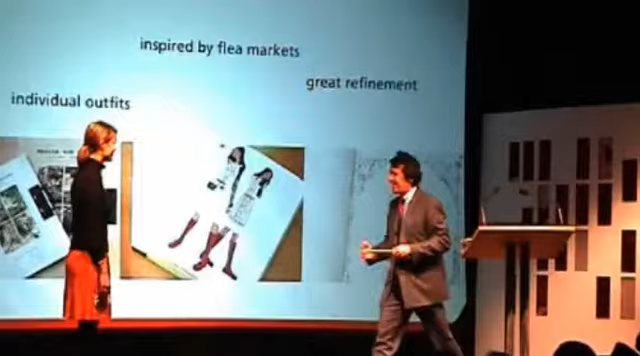 inspired by flea markets
great refinement
individual outfits